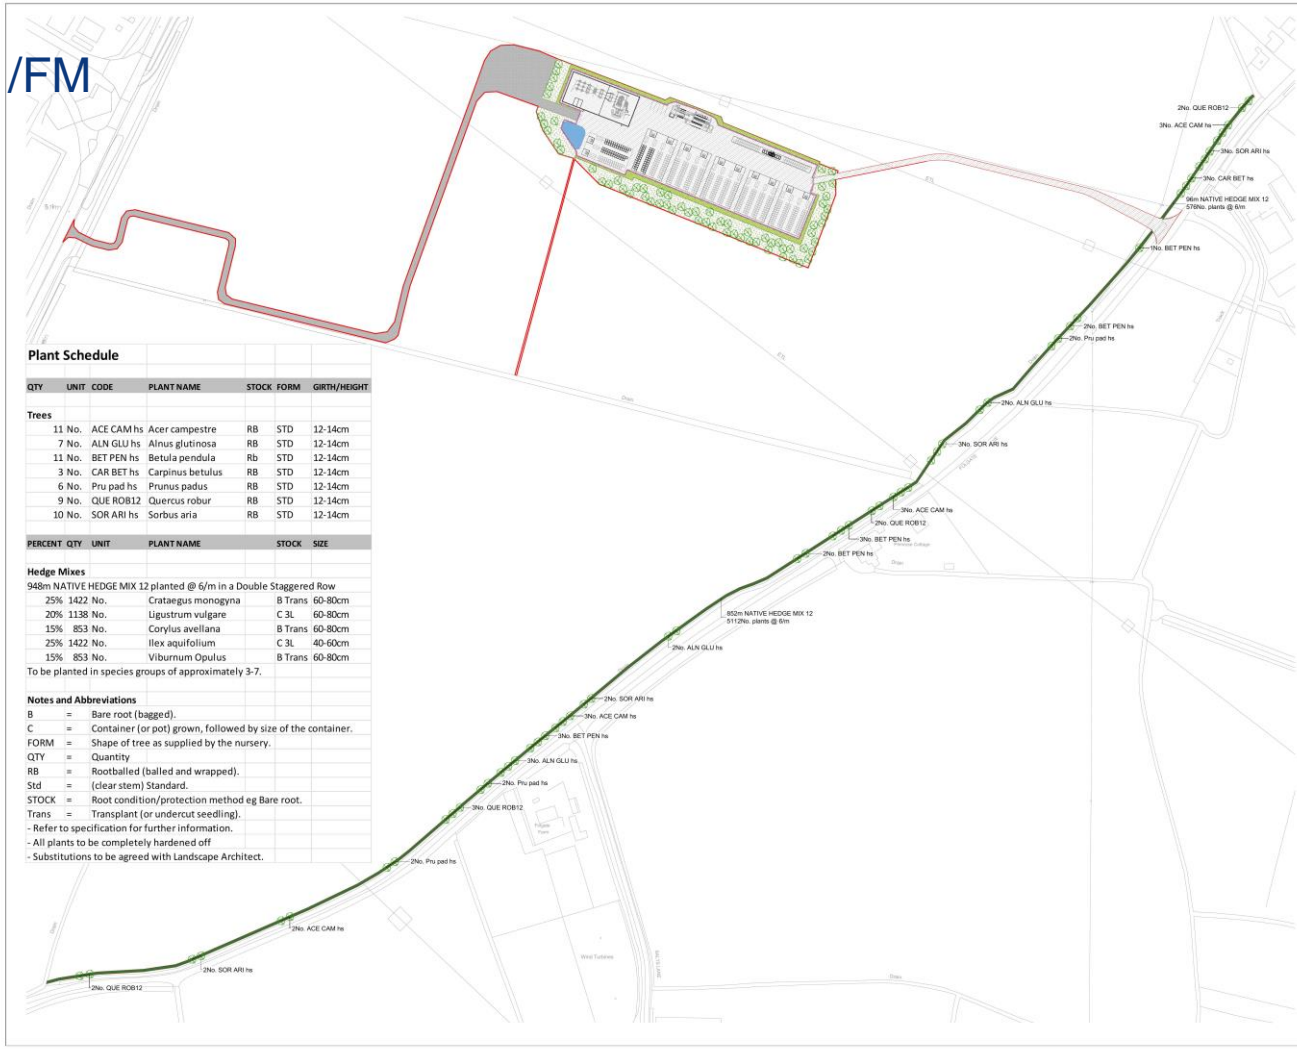 /FM
Plant Schedule
QTY UNIT CODE PLANT NAME STOCK FORM GIRTH/HEIGHT
Trees
11 No. ACE CAM hs Acer campestre RB STD 12-14cm
7 No. ALN GLU hs Alnus glutinosa RB STD 12-14cm
11 No. BET PEN hs Betula pendula Rb STD 12-14cm
3 No. CAR BET hs Carpinus betulus RB STD 12-14cm
6 No. Pru pad hs Prunus padus RB STD 12-14cm
9 No. QUE ROB12 Quercus robur RB STD 12-14cm
10 No. SOR ARI hs Sorbus aria RB STD 12-14cm
PERCENT QTY UNIT PLANT NAME STOCK SIZE
Hedge Mixes
948m NATIVE HEDGE MIX 12 planted @ 6/m in a Double Staggered Row
25% 1422 No. Crataegus monogyna B Trans 60-80cm
20% 1138 No. Ligustrum vulgare C 3L 60-80cm
15% 853 No. Corylus avellana B Trans 60-80cm
25% 1422 No. Ilex aquifolium C 3L 40-60cm
15% 853 No. Viburnum Opulus B Trans 60-80cm
To be planted in species groups of approximately 3-7.
Notes and Abbreviations
B = Bare root (bagged).
C = Container (or pot) grown, followed by size of the container.
FORM = Shape of tree as supplied by the nursery.
QTY = Quantity
RB = Rootballed (balled and wrapped).
Std = (clear stem) Standard.
STOCK = Root condition/protection method eg Bare root.
Trans = Transplant (or undercut seedling).
- Refer to specification for further information.
- All plants to be completely hardened off
- Substitutions to be agreed with Landscape Architect.
2No. QUE ROB12
3No. ACE CAM hs
3No. SOR ARI hs
3No. CAR BET hs
96m NATIVE HEDGE MIX 12
576No. plants @ 6/m
1No. BET PEN hs
2No. BET PEN hs
2No. Pru pad hs
2No. ALN GLU hs
3No. SOR ARI hs
3No. ACE CAM hs
2No. QUE ROB12
3No. BET PEN hs
2No. BET PEN hs
852m NATIVE HEDGE MIX 12
5112No. plants @ 6/m
2No. ALN GLU hs
2No. SOR ARI hs
3No. ACE CAM hs
3No. BET PEN hs
3No. ALN GLU hs
2No. Pru pad hs
3No. QUE ROB12
2No. Pru pad hs
2No. ACE CAM hs
2No. SOR ARI hs
2No. QUE ROB12
Drain
Drain
Drain
Drain
Wind Turbine